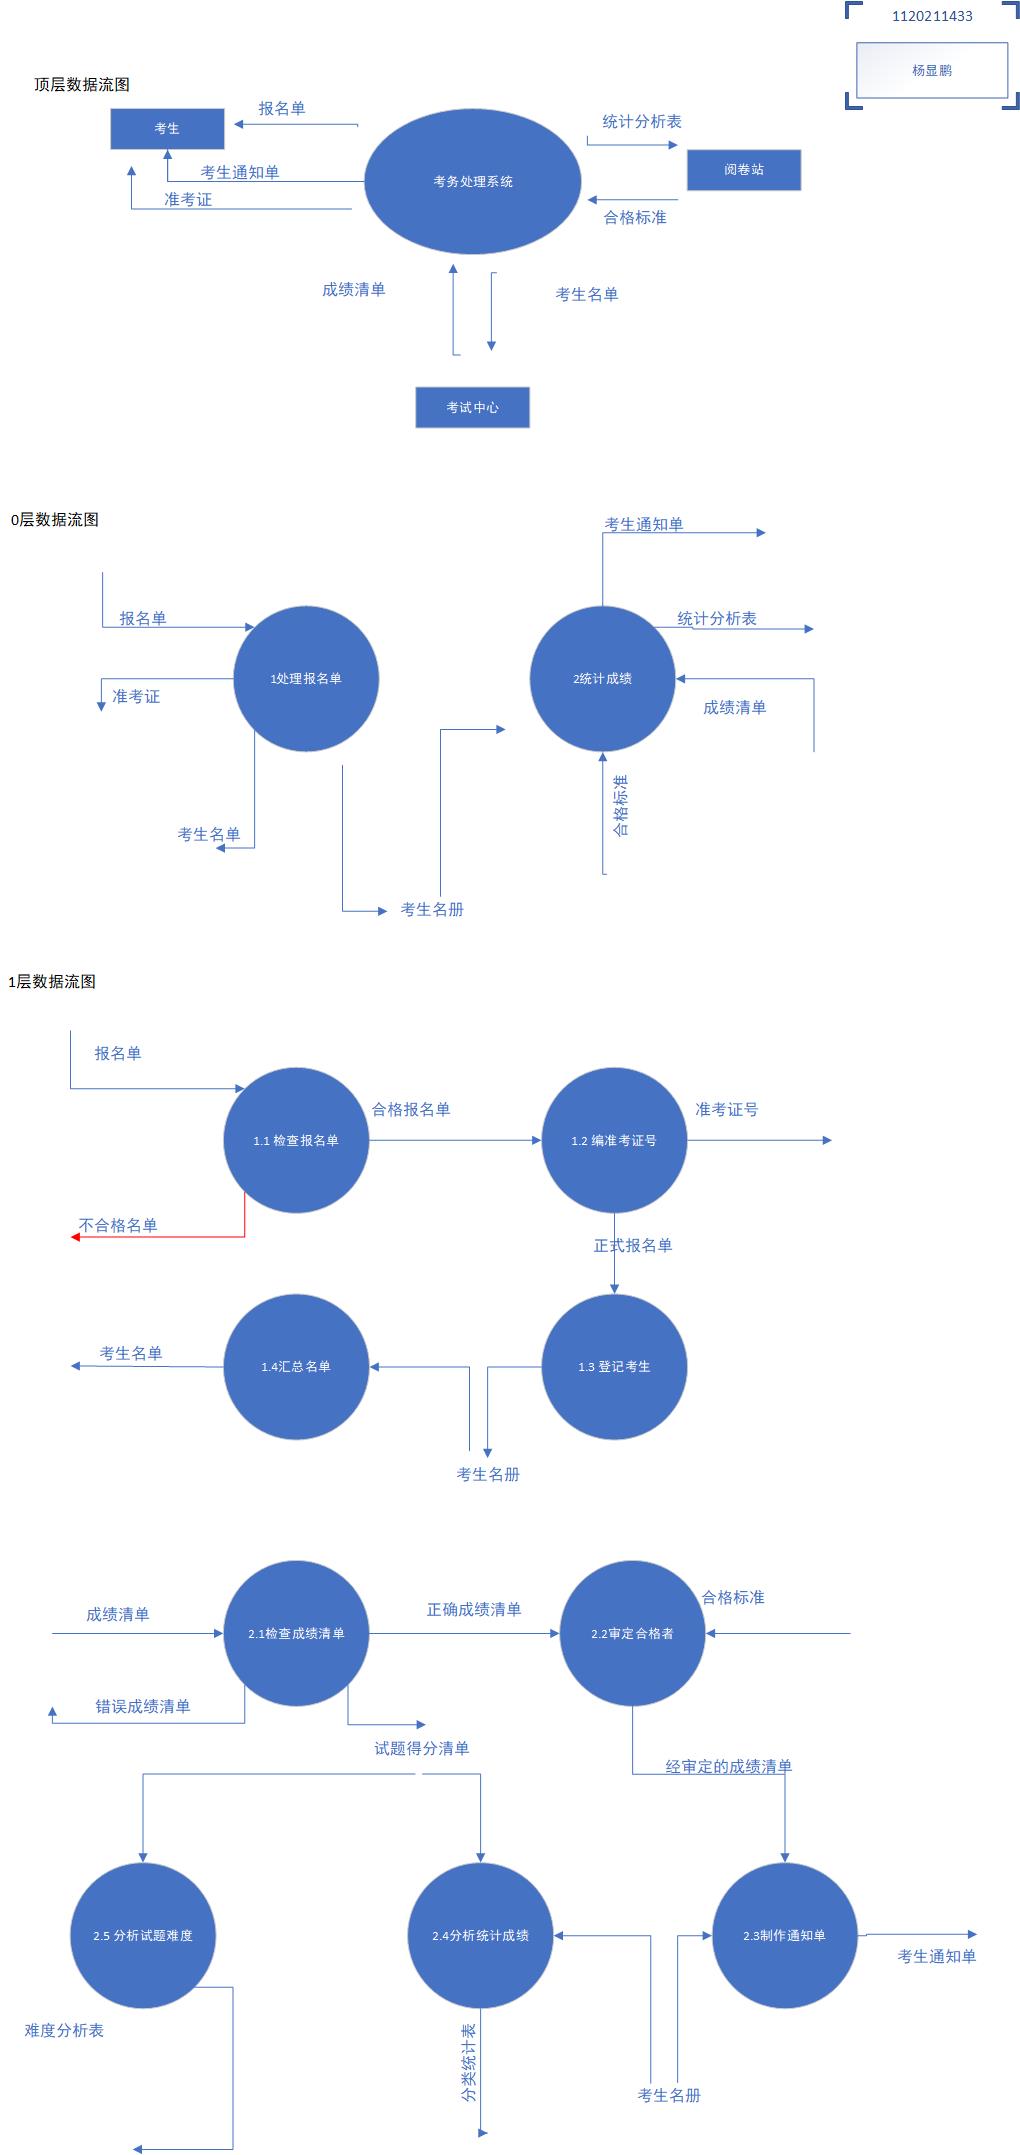 1120211433
杨显鹏
顶层数据流图
报名单
考生
考生通知单
准考证
考务处理系统
统计分析表
阅卷站
合格标准
成绩清单
考生名单
考试中心
0层数据流图
考生通知单
报名单
统计分析表
1处理报名单
2统计成绩
准考证
成绩清单
合格标准
考生名单
考生名册
1层数据流图
报名单
合格报名单
准考证号
1.1 检查报名单
1.2 编准考证号
不合格名单
正式报名单
考生名单
1.4汇总名单
1.3 登记考生
考生名册
成绩清单
正确成绩清单
合格标准
2.1检查成绩清单
2.2审定合格者
错误成绩清单
试题得分清单
经审定的成绩清单
2.5 分析试题难度
2.4分析统计成绩
2.3制作通知单
考生通知单
难度分析表
分类统计表
考生名册